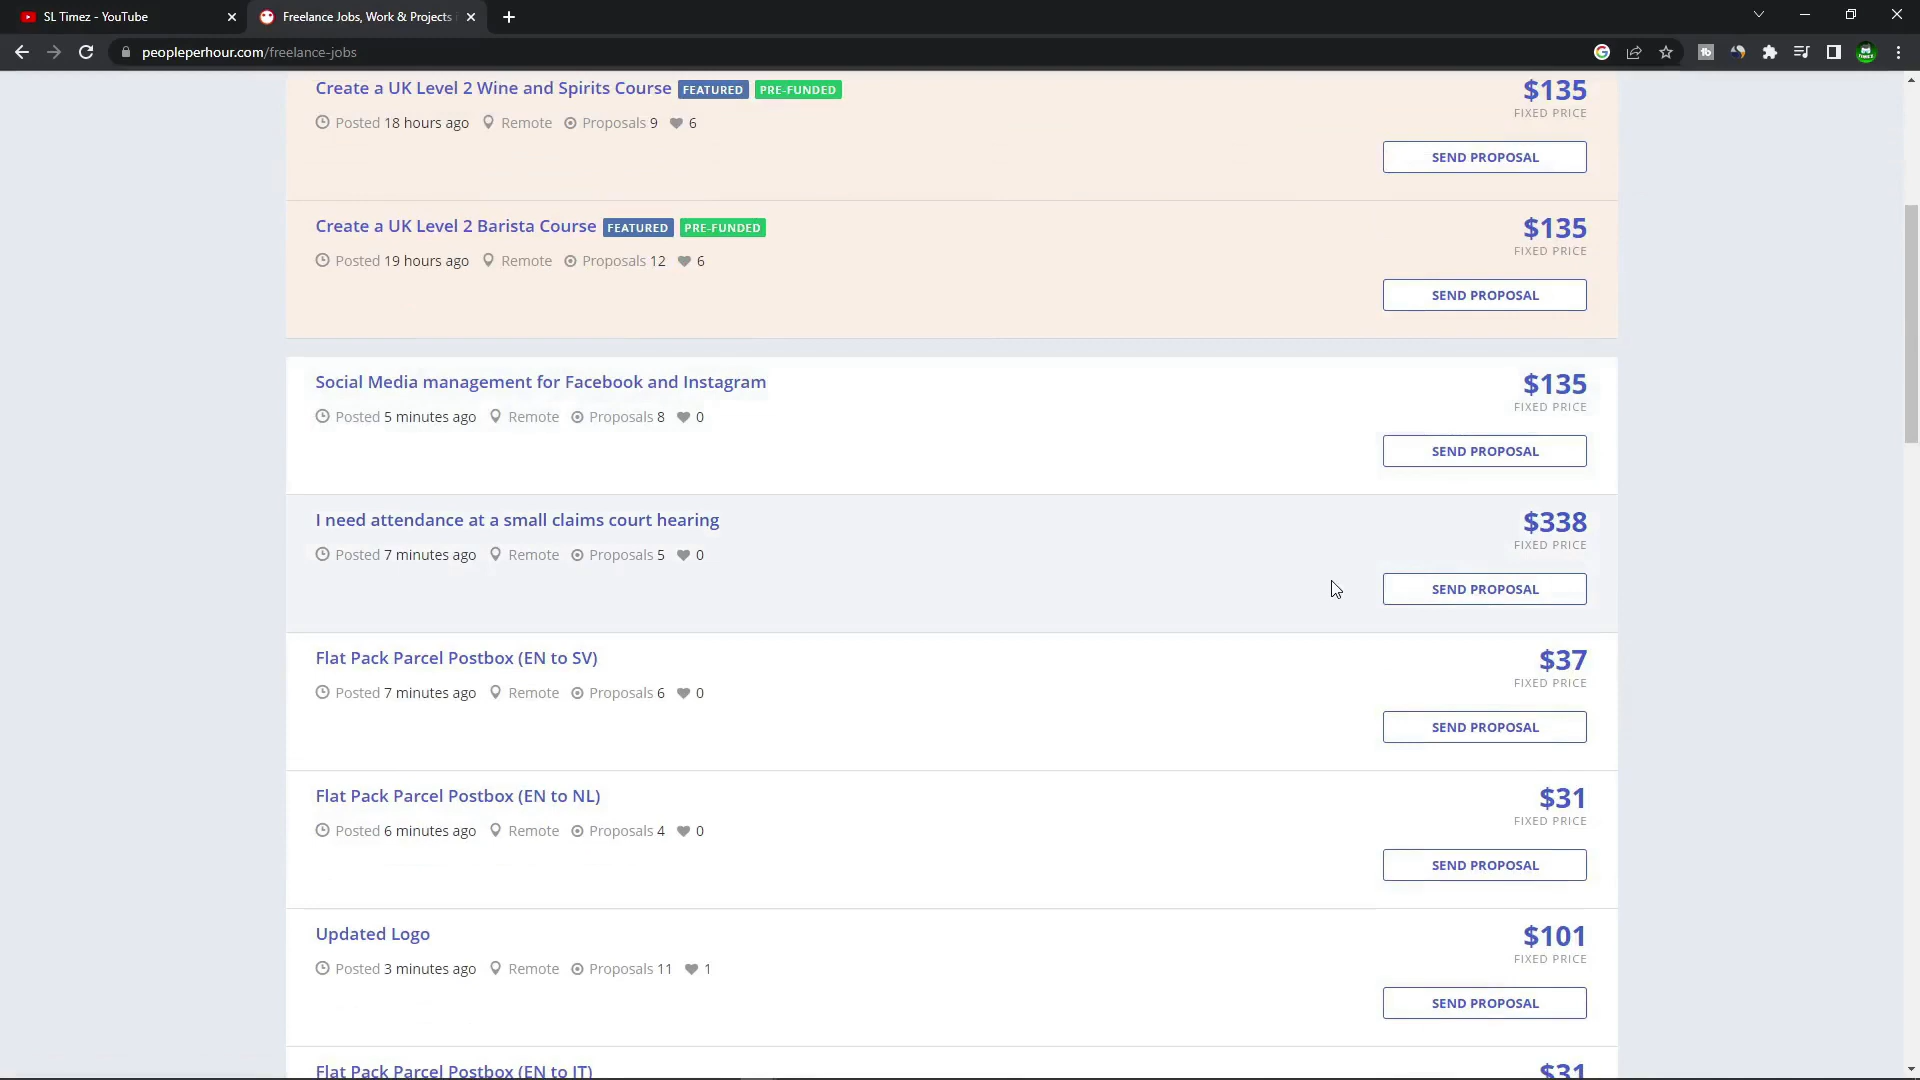 SL Timez - YouTube
Freelance Jobs, Work & Projects
peopleperhour.com/freelance-jobs
Create a UK Level 2 Wine and Spirits Course FEATURED PRE-FUNDED
$135
FIXED PRICE
Posted 18 hours ago Remote Proposals 9 6
SEND PROPOSAL
Create a UK Level 2 Barista Course FEATURED PRE-FUNDED
$135
FIXED PRICE
Posted 19 hours ago Remote Proposals 12 6
SEND PROPOSAL
Social Media management for Facebook and Instagram
$135
FIXED PRICE
Posted 5 minutes ago Remote Proposals 8 0
SEND PROPOSAL
I need attendance at a small claims court hearing
$338
FIXED PRICE
Posted 7 minutes ago Remote Proposals 5 0
SEND PROPOSAL
Flat Pack Parcel Postbox (EN to SV)
$37
FIXED PRICE
Posted 7 minutes ago Remote Proposals 6 0
SEND PROPOSAL
Flat Pack Parcel Postbox (EN to NL)
$31
FIXED PRICE
Posted 6 minutes ago Remote Proposals 4 0
SEND PROPOSAL
Updated Logo
$101
FIXED PRICE
Posted 3 minutes ago Remote Proposals 11 1
SEND PROPOSAL
Flat Pack Parcel Postbox (EN to IT)
$31